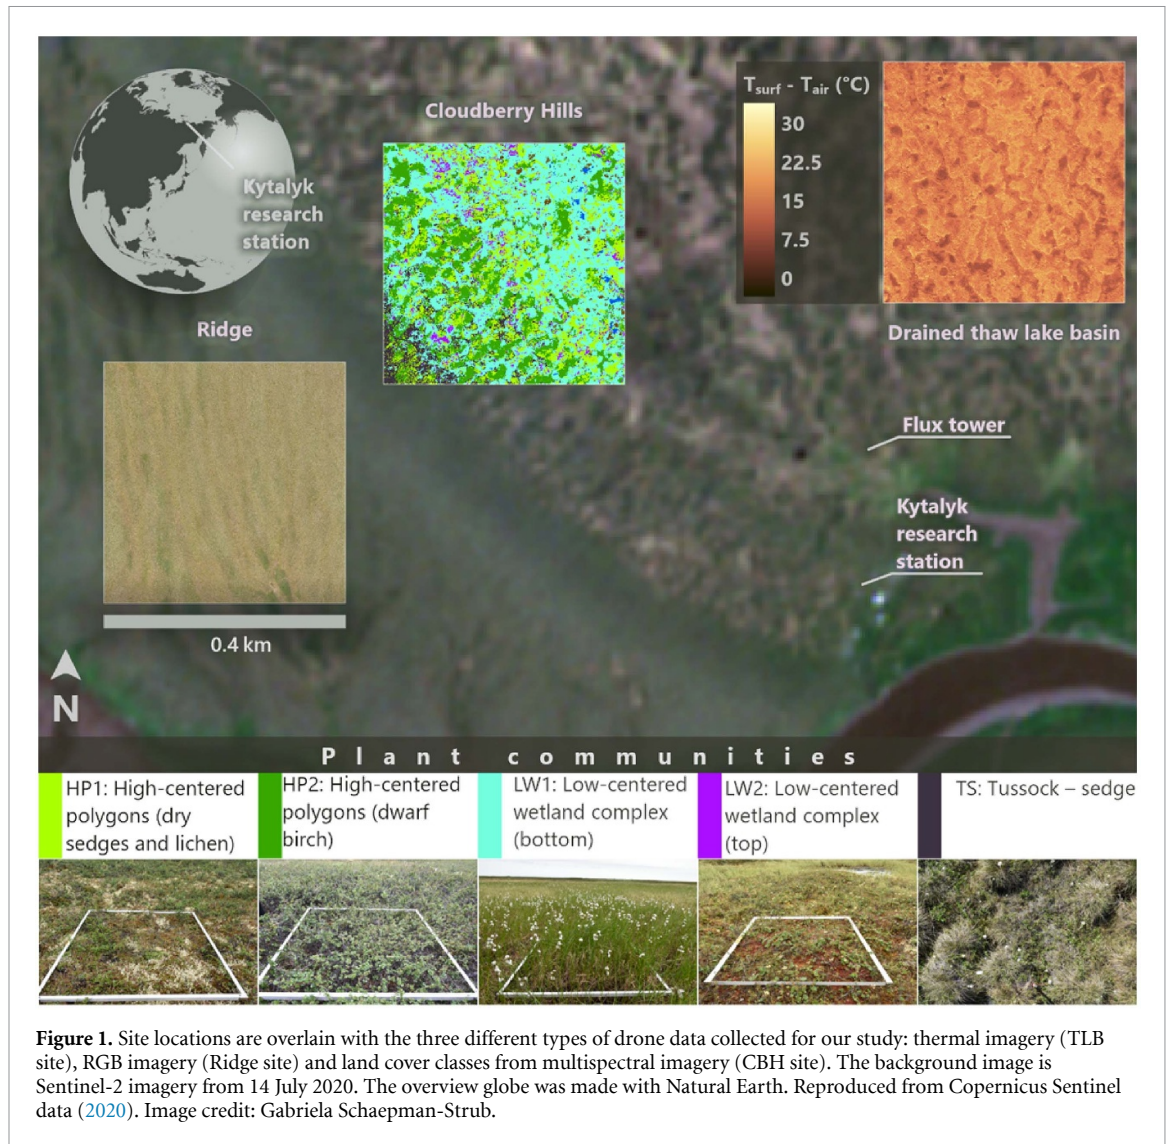 Cloudberry Hills
T_surf - T_air (°C)
30
22.5
15
7.5
0
Kytalyk
research
station
Ridge
Drained thaw lake basin
Flux tower
Kytalyk
research
station
0.4 km
N
Plant communities
HP1: High-centered
polygons (dry
sedges and lichen)
HP2: High-centered
polygons (dwarf
birch)
LW1: Low-centered
wetland complex
(bottom)
LW2: Low-centered
wetland complex
(top)
TS: Tussock – sedge
Figure 1. Site locations are overlain with the three different types of drone data collected for our study: thermal imagery (TLB
site), RGB imagery (Ridge site) and land cover classes from multispectral imagery (CBH site). The background image is
Sentinel-2 imagery from 14 July 2020. The overview globe was made with Natural Earth. Reproduced from Copernicus Sentinel
data (2020). Image credit: Gabriela Schaepman-Strub.